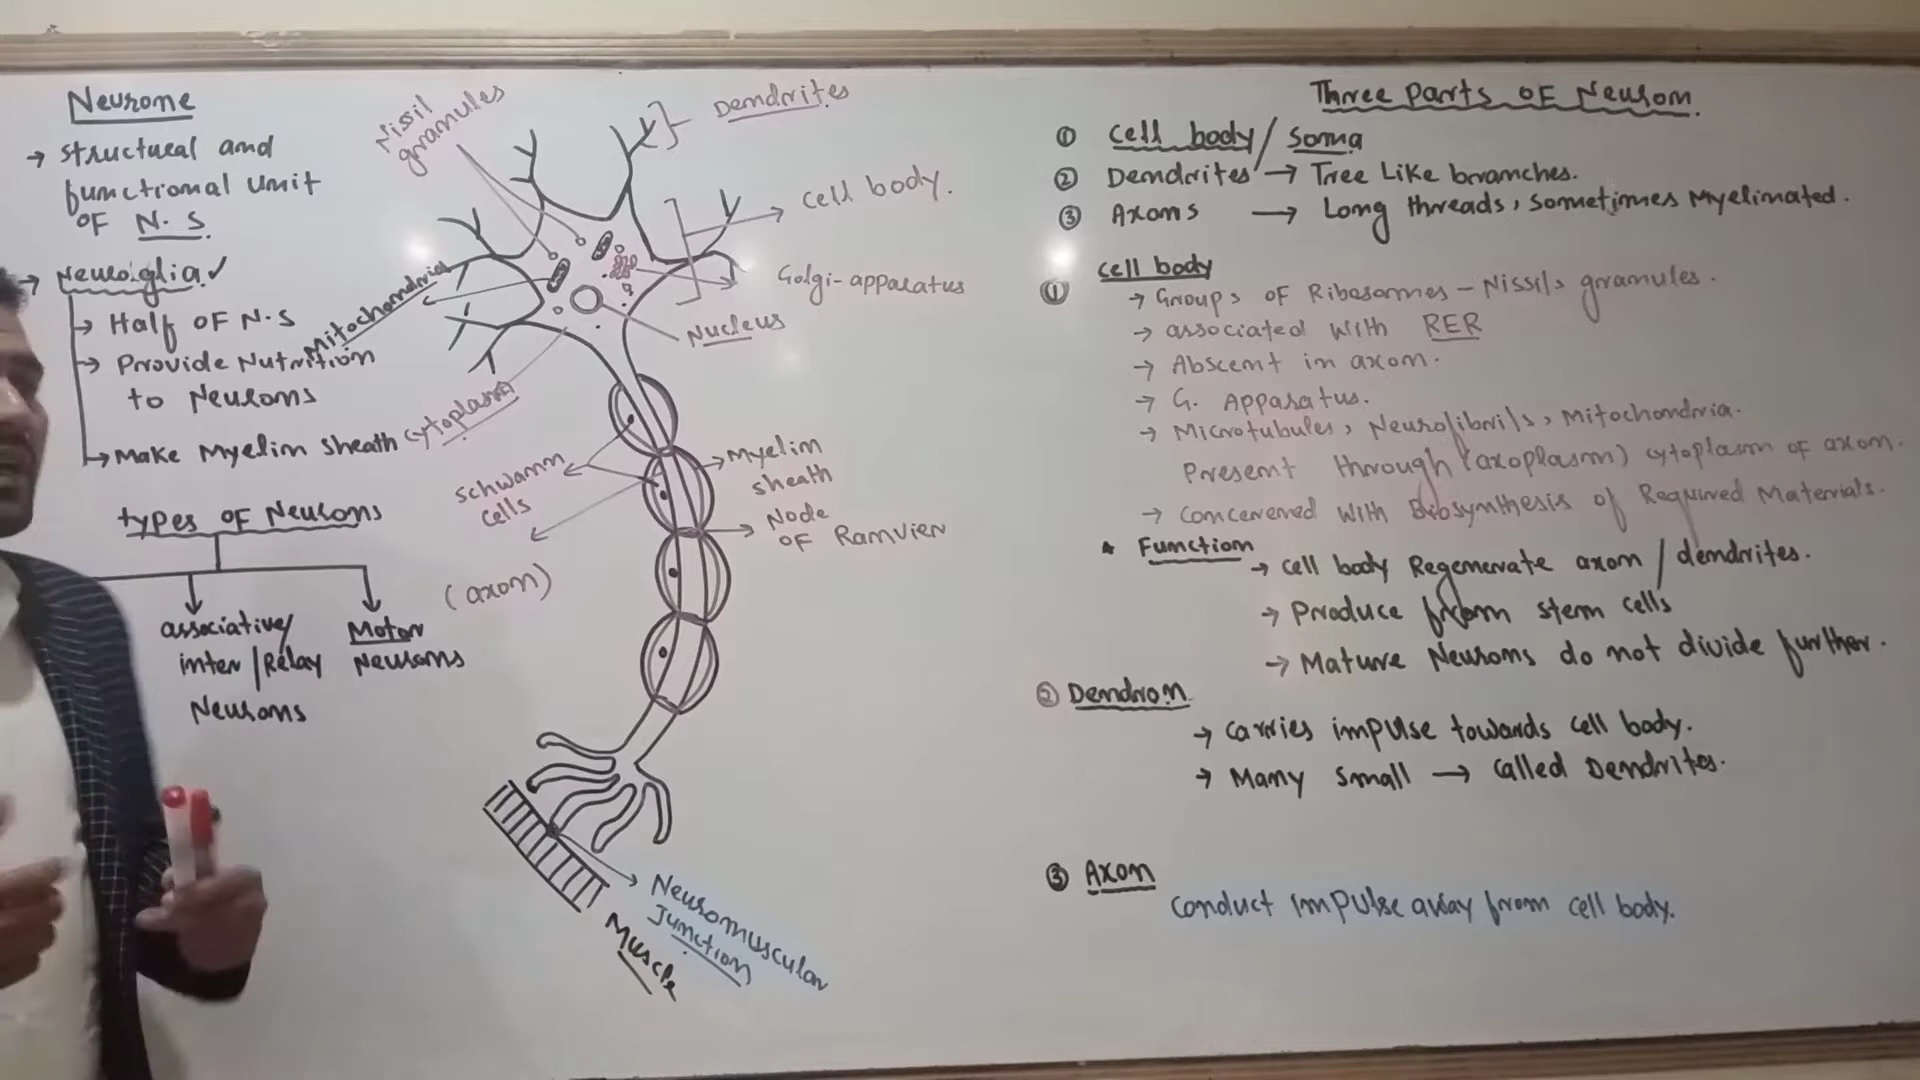 Neurone
→ structural and
functional unit
OF N.S.
→ Neuroglia ✓
→ Half OF N.S
→ Provide Nutrition
to Neurons
→ Make Myelin sheath
types OF Neurons
associative/
inter/Relay
Neurons
Motor
Neurons
Nissil
granules
Dendrites
cell body.
Golgi-apparatus
Nucleus
Mitochondria
cytoplasm
schwann
cells
Myelin
sheath
Node
OF Ranvier
(axon)
Neuromuscular
Junction
Muscle
Three Parts OF Neuron.
① Cell body/Soma
② Dendrites → Tree Like branches.
③ Axons → Long threads, sometimes Myelinated.
① Cell body
→ Groups of Ribosomes - Nissils granules.
→ associated with RER
→ Abscent in axon.
→ G. Apparatus.
→ Microtubules, Neurofibrils, Mitochondria.
Present through (axoplasm) cytoplasm of axon.
→ concerened with Biosynthesis of Required Materials.
* Function
→ cell body Regenerate axon/dendrites.
→ Produce from stem cells
→ Mature Neurons do not divide further.
② Dendron
→ carries impulse towards cell body.
→ Many small → called Dendrites.
③ Axon
conduct impulse away from cell body.